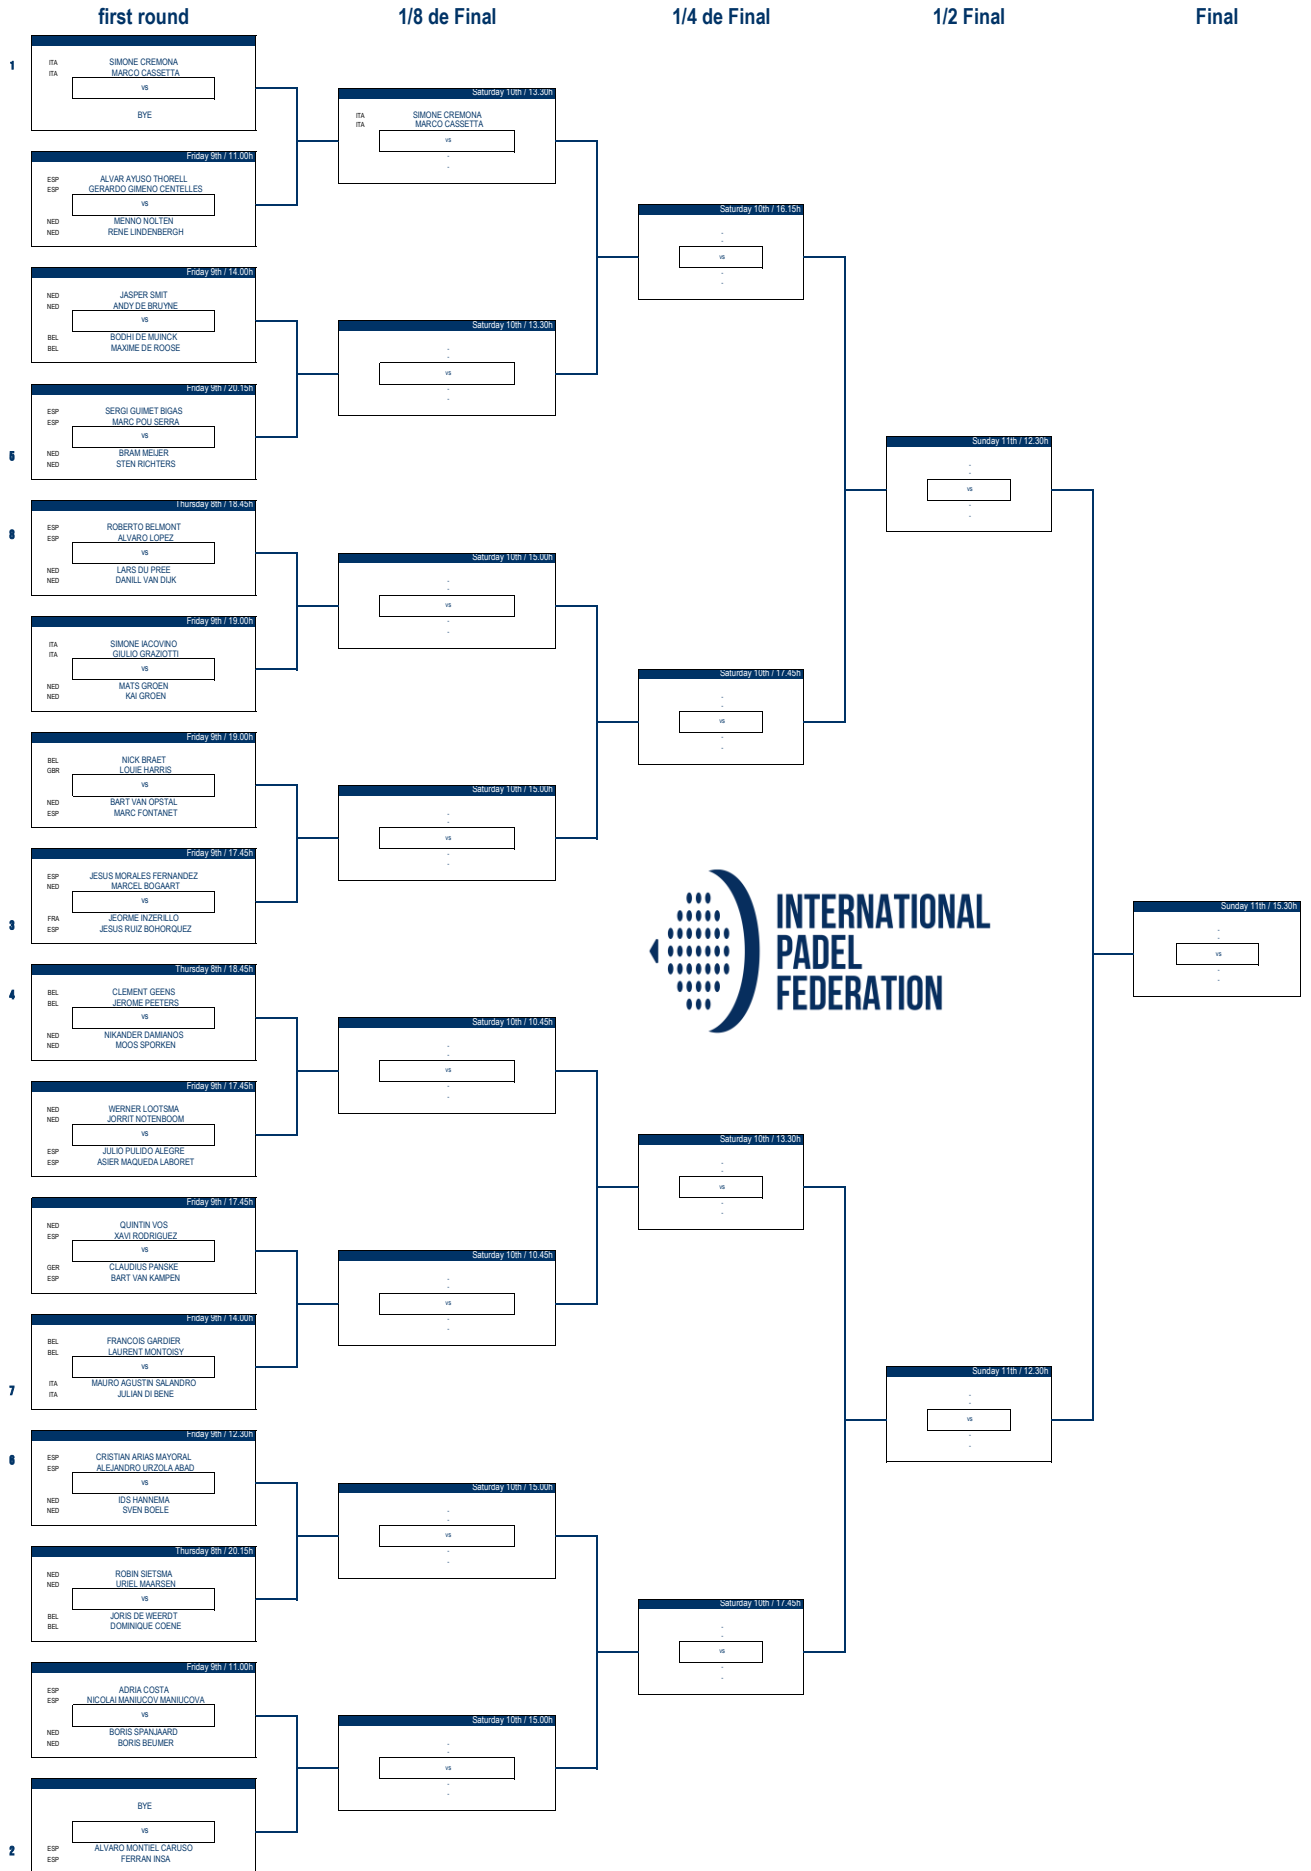 first round
1/8 de Final
1/4 de Final
1/2 Final
Final
1
ITA SIMONE CREMONA
ITA MARCO CASSETTA
vs
BYE
Friday 9th / 11.00h
ESP ALVAR AYUSO THORELL
ESP GERARDO GIMENO CENTELLES
vs
NED MENNO NOLTEN
NED RENE LINDENBERGH
Friday 9th / 14.00h
NED JASPER SMIT
NED ANDY DE BRUYNE
vs
BEL BODHI DE MUINCK
BEL MAXIME DE ROOSE
Friday 9th / 20.15h
ESP SERGI GUIMET BIGAS
ESP MARC POU SERRA
vs
5
NED BRAM MEIJER
NED STEN RICHTERS
Thursday 8th / 18.45h
8
ESP ROBERTO BELMONT
ESP ALVARO LOPEZ
vs
NED LARS DU PREE
NED DANILL VAN DIJK
Friday 9th / 19.00h
ITA SIMONE IACOVINO
ITA GIULIO GRAZIOTTI
vs
NED MATS GROEN
NED KAI GROEN
Friday 9th / 19.00h
BEL NICK BRAET
GBR LOUIE HARRIS
vs
NED BART VAN OPSTAL
ESP MARC FONTANET
Friday 9th / 17.45h
ESP JESUS MORALES FERNANDEZ
NED MARCEL BOGAART
vs
3
FRA JEORME INZERILLO
ESP JESUS RUIZ BOHORQUEZ
Thursday 8th / 18.45h
4
BEL CLEMENT GEENS
BEL JEROME PEETERS
vs
NED NIKANDER DAMIANOS
NED MOOS SPORKEN
Friday 9th / 17.45h
NED WERNER LOOTSMA
NED JORRIT NOTENBOOM
vs
ESP JULIO PULIDO ALEGRE
ESP ASIER MAQUEDA LABORET
Friday 9th / 17.45h
NED QUINTIN VOS
ESP XAVI RODRIGUEZ
vs
GER CLAUDIUS PANSKE
ESP BART VAN KAMPEN
Friday 9th / 14.00h
BEL FRANCOIS GARDIER
BEL LAURENT MONTOISY
vs
7
ITA MAURO AGUSTIN SALANDRO
ITA JULIAN DI BENE
Friday 9th / 12.30h
6
ESP CRISTIAN ARIAS MAYORAL
ESP ALEJANDRO URZOLA ABAD
vs
NED IDS HANNEMA
NED SVEN BOELE
Thursday 8th / 20.15h
NED ROBIN SIETSMA
NED URIEL MAARSEN
vs
BEL JORIS DE WEERDT
BEL DOMINIQUE COENE
Friday 9th / 11.00h
ESP ADRIA COSTA
ESP NICOLAI MANIUCOV MANIUCOVA
vs
NED BORIS SPANJAARD
NED BORIS BEUMER
BYE
vs
2
ESP ALVARO MONTIEL CARUSO
ESP FERRAN INSA
Saturday 10th / 13.30h
ITA SIMONE CREMONA
ITA MARCO CASSETTA
vs
-
-
Saturday 10th / 13.30h
-
-
vs
-
-
Saturday 10th / 15.00h
-
-
vs
-
-
Saturday 10th / 15.00h
-
-
vs
-
-
Saturday 10th / 10.45h
-
-
vs
-
-
Saturday 10th / 10.45h
-
-
vs
-
-
Saturday 10th / 15.00h
-
-
vs
-
-
Saturday 10th / 15.00h
-
-
vs
-
-
Saturday 10th / 16.15h
-
-
vs
-
-
Saturday 10th / 17.45h
-
-
vs
-
-
Saturday 10th / 13.30h
-
-
vs
-
-
Saturday 10th / 17.45h
-
-
vs
-
-
Sunday 11th / 12.30h
-
-
vs
-
-
Sunday 11th / 12.30h
-
-
vs
-
-
INTERNATIONAL
PADEL
FEDERATION
Sunday 11th / 15.30h
-
-
vs
-
-